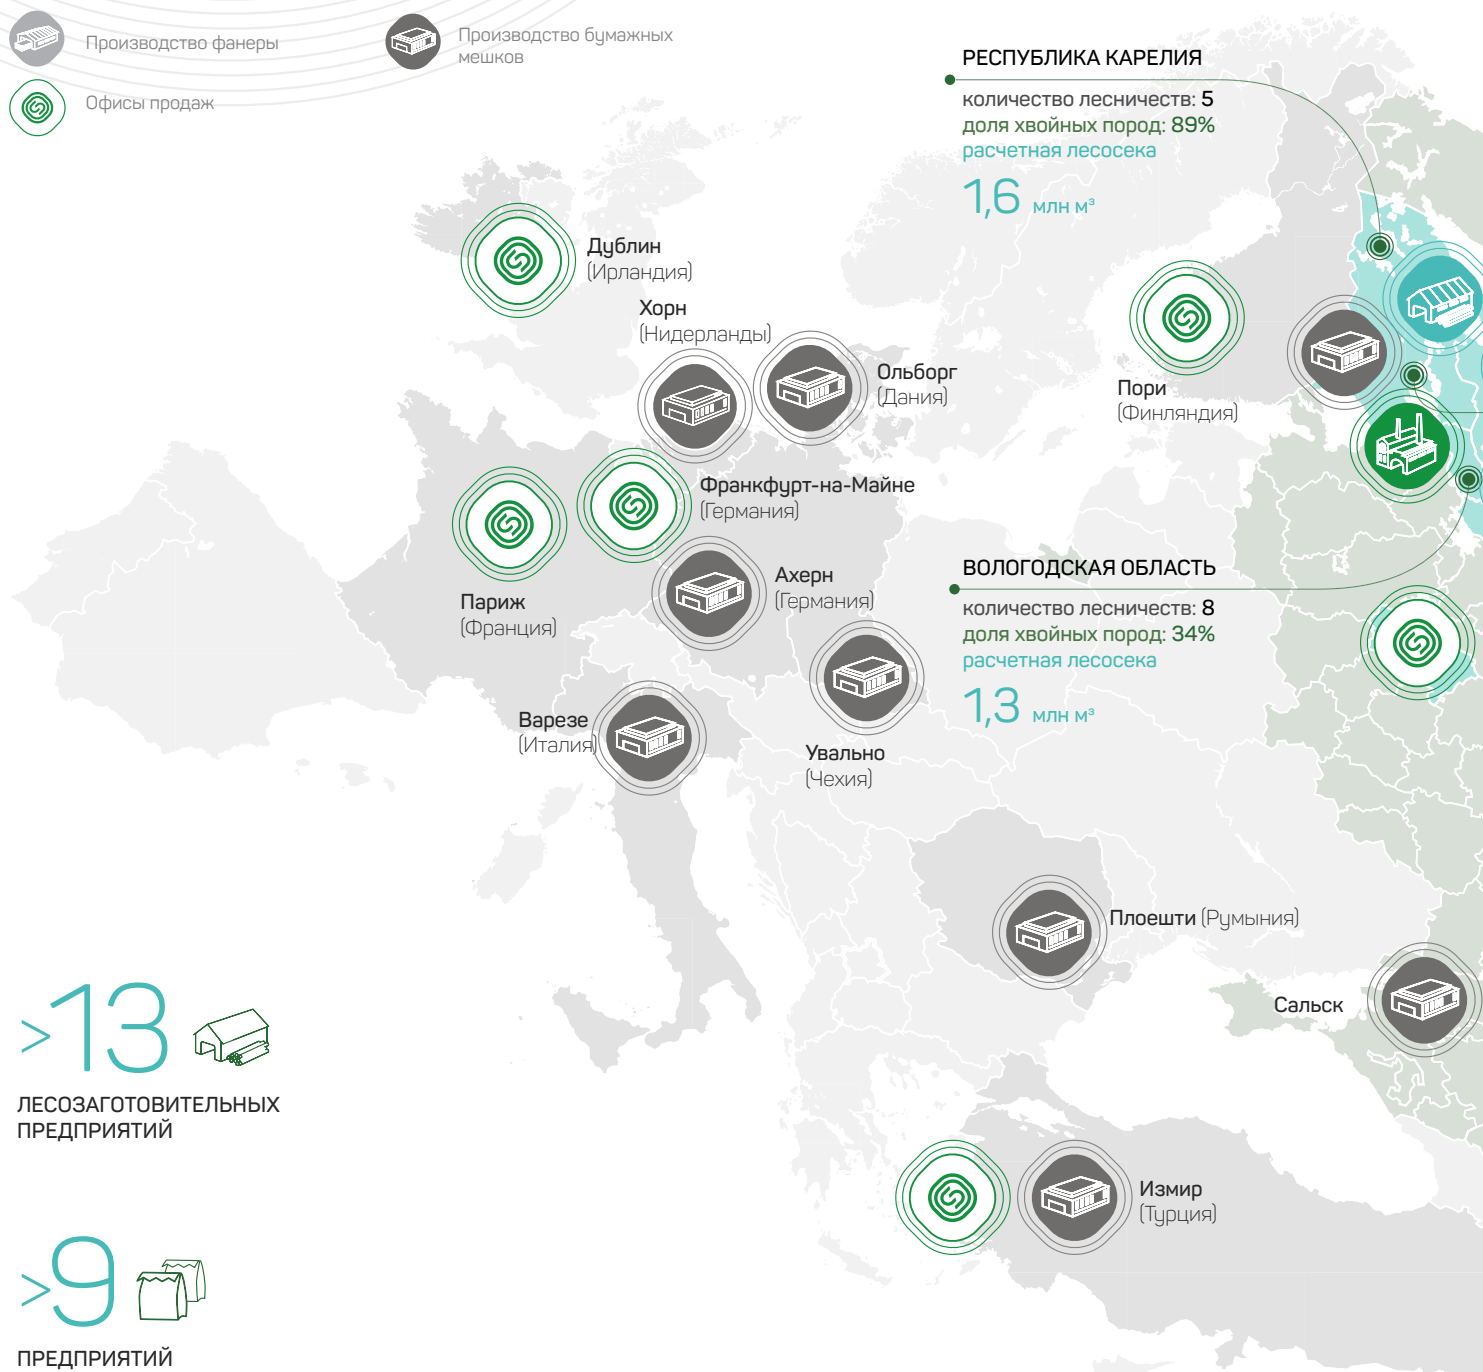 Производство фанеры
Производство бумажных
мешков
Офисы продаж
РЕСПУБЛИКА КАРЕЛИЯ
количество лесничеств: 5
доля хвойных пород: 89%
расчетная лесосека
1,6 млн м³
Дублин
(Ирландия)
Хорн
(Нидерланды)
Ольборг
(Дания)
Пори
(Финляндия)
Франкфурт-на-Майне
(Германия)
Париж
(Франция)
Ахерн
(Германия)
ВОЛОГОДСКАЯ ОБЛАСТЬ
количество лесничеств: 8
доля хвойных пород: 34%
расчетная лесосека
1,3 млн м³
Варезе
(Италия)
Увально
(Чехия)
Плоешти (Румыния)
Сальск
>13
ЛЕСОЗАГОТОВИТЕЛЬНЫХ
ПРЕДПРИЯТИЙ
Измир
(Турция)
>9
ПРЕДПРИЯТИЙ